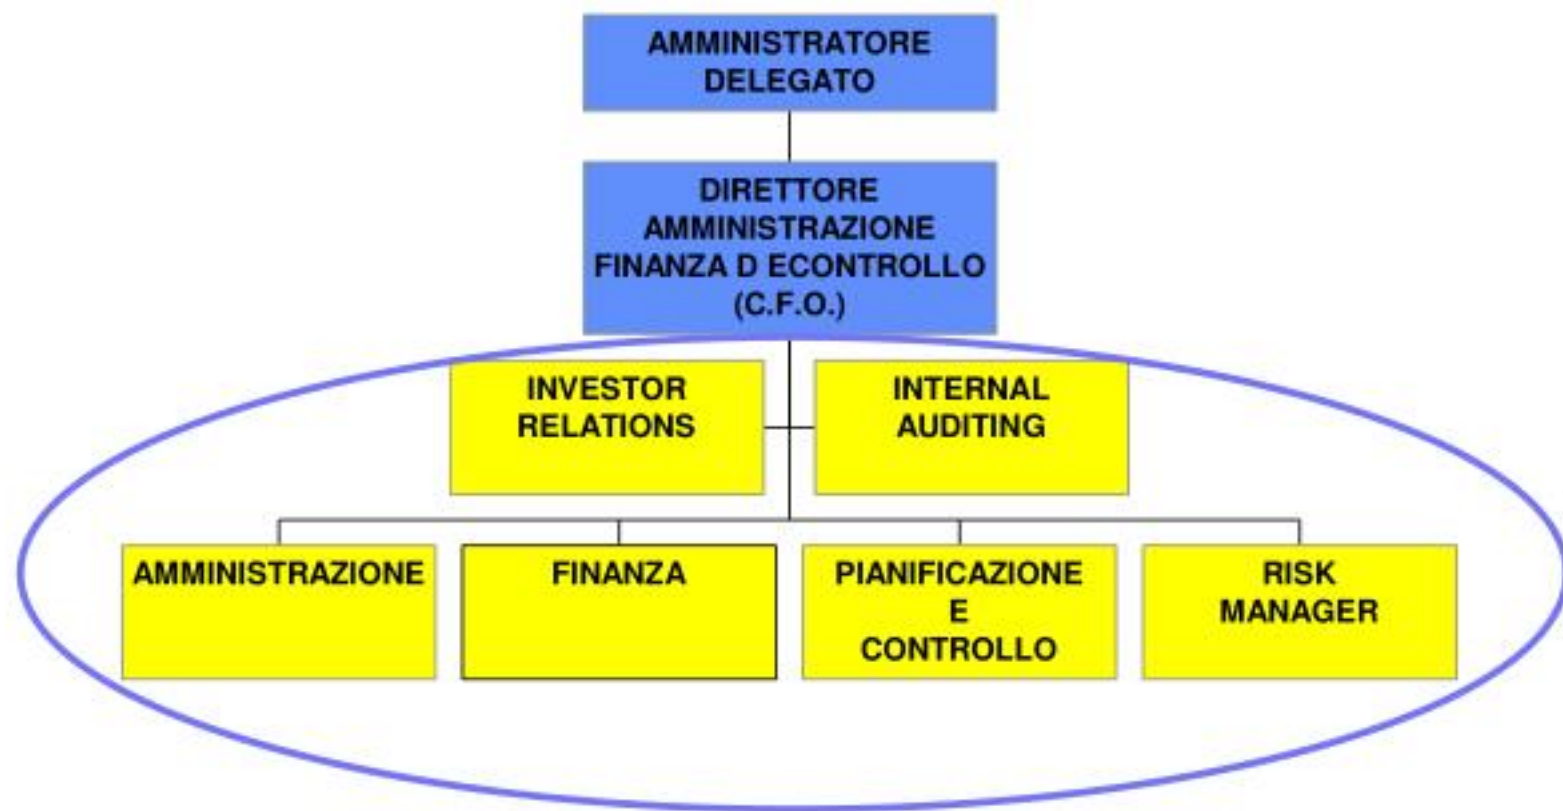 AMMINISTRATORE
DELEGATO
DIRETTORE
AMMINISTRAZIONE
FINANZA D ECONTROLLO
(C.F.O.)
INVESTOR
RELATIONS
INTERNAL
AUDITING
AMMINISTRAZIONE
FINANZA
PIANIFICAZIONE
E
CONTROLLO
RISK
MANAGER